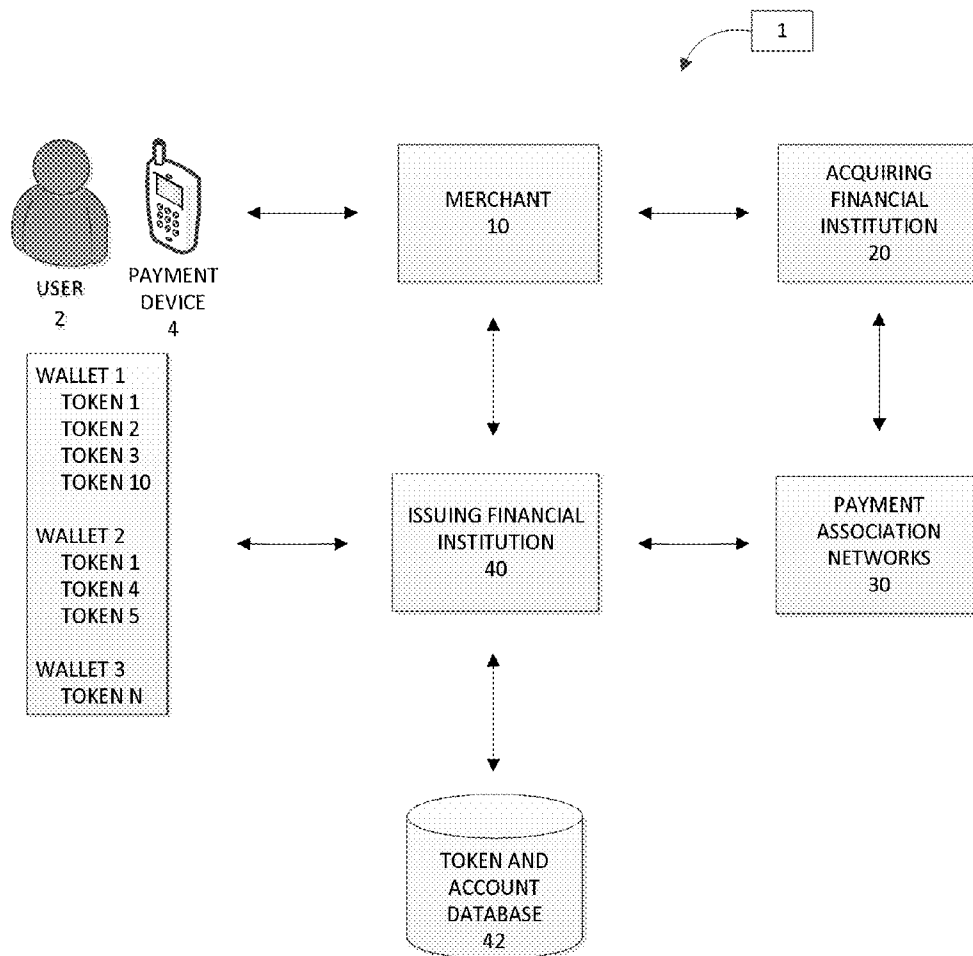 1
MERCHANT
10
ACQUIRING
FINANCIAL
INSTITUTION
20
USER
2
PAYMENT
DEVICE
4
WALLET 1
TOKEN 1
TOKEN 2
TOKEN 3
TOKEN 10
WALLET 2
TOKEN 1
TOKEN 4
TOKEN 5
WALLET 3
TOKEN N
ISSUING FINANCIAL
INSTITUTION
40
PAYMENT
ASSOCIATION
NETWORKS
30
TOKEN AND
ACCOUNT
DATABASE
42